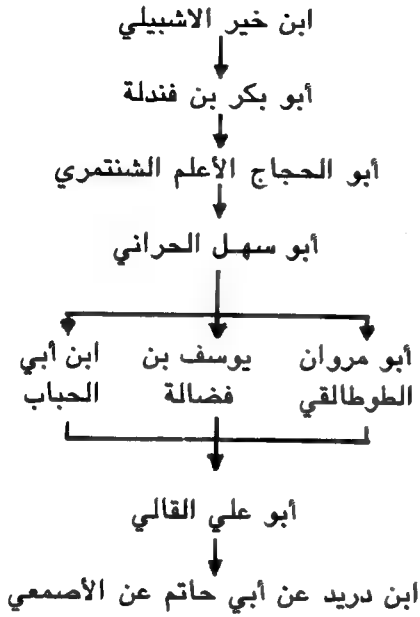 ابن خير الاشبيلي
أبو بكر بن فندلة
أبو الحجاج الأعلم الشنتمري
أبو سهل الحراني
أبو مروان
الطوطالقي
يوسف بن
فضالة
ابن أبي
الحباب
أبو علي القالي
ابن دريد عن أبي حاتم عن الأصمعي